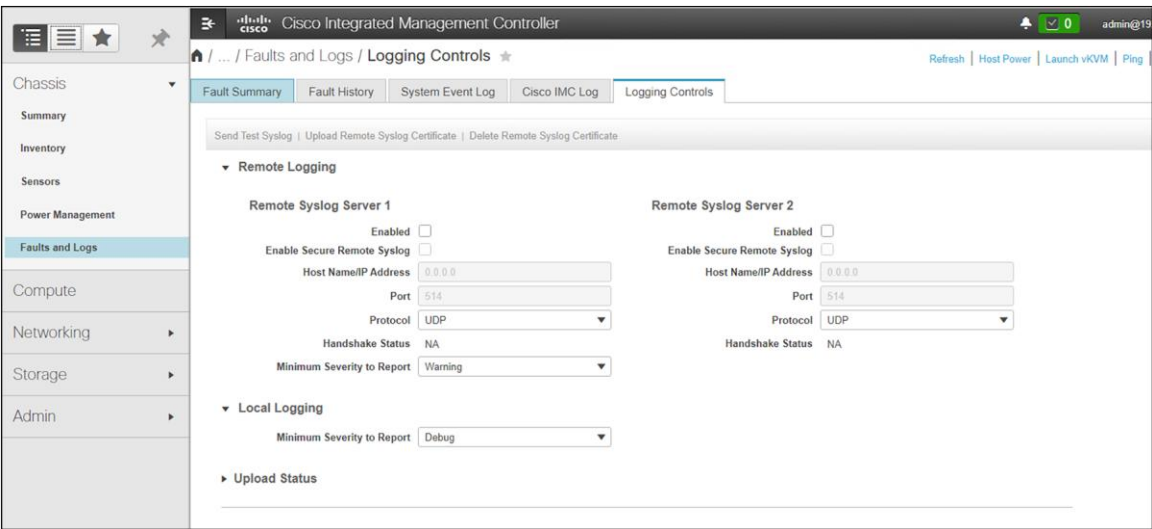 cisco Cisco Integrated Management Controller
0 admin@19
/ ... / Faults and Logs / Logging Controls
Refresh | Host Power | Launch vKVM | Ping |
Chassis
Summary
Inventory
Sensors
Power Management
Faults and Logs
Compute
Networking
Storage
Admin
Fault Summary Fault History System Event Log Cisco IMC Log Logging Controls
Send Test Syslog | Upload Remote Syslog Certificate | Delete Remote Syslog Certificate
Remote Logging
Remote Syslog Server 1
Enabled
Enable Secure Remote Syslog
Host Name/IP Address 0.0.0.0
Port 514
Protocol UDP
Handshake Status NA
Minimum Severity to Report Warning
Remote Syslog Server 2
Enabled
Enable Secure Remote Syslog
Host Name/IP Address 0.0.0.0
Port 514
Protocol UDP
Handshake Status NA
Local Logging
Minimum Severity to Report Debug
Upload Status